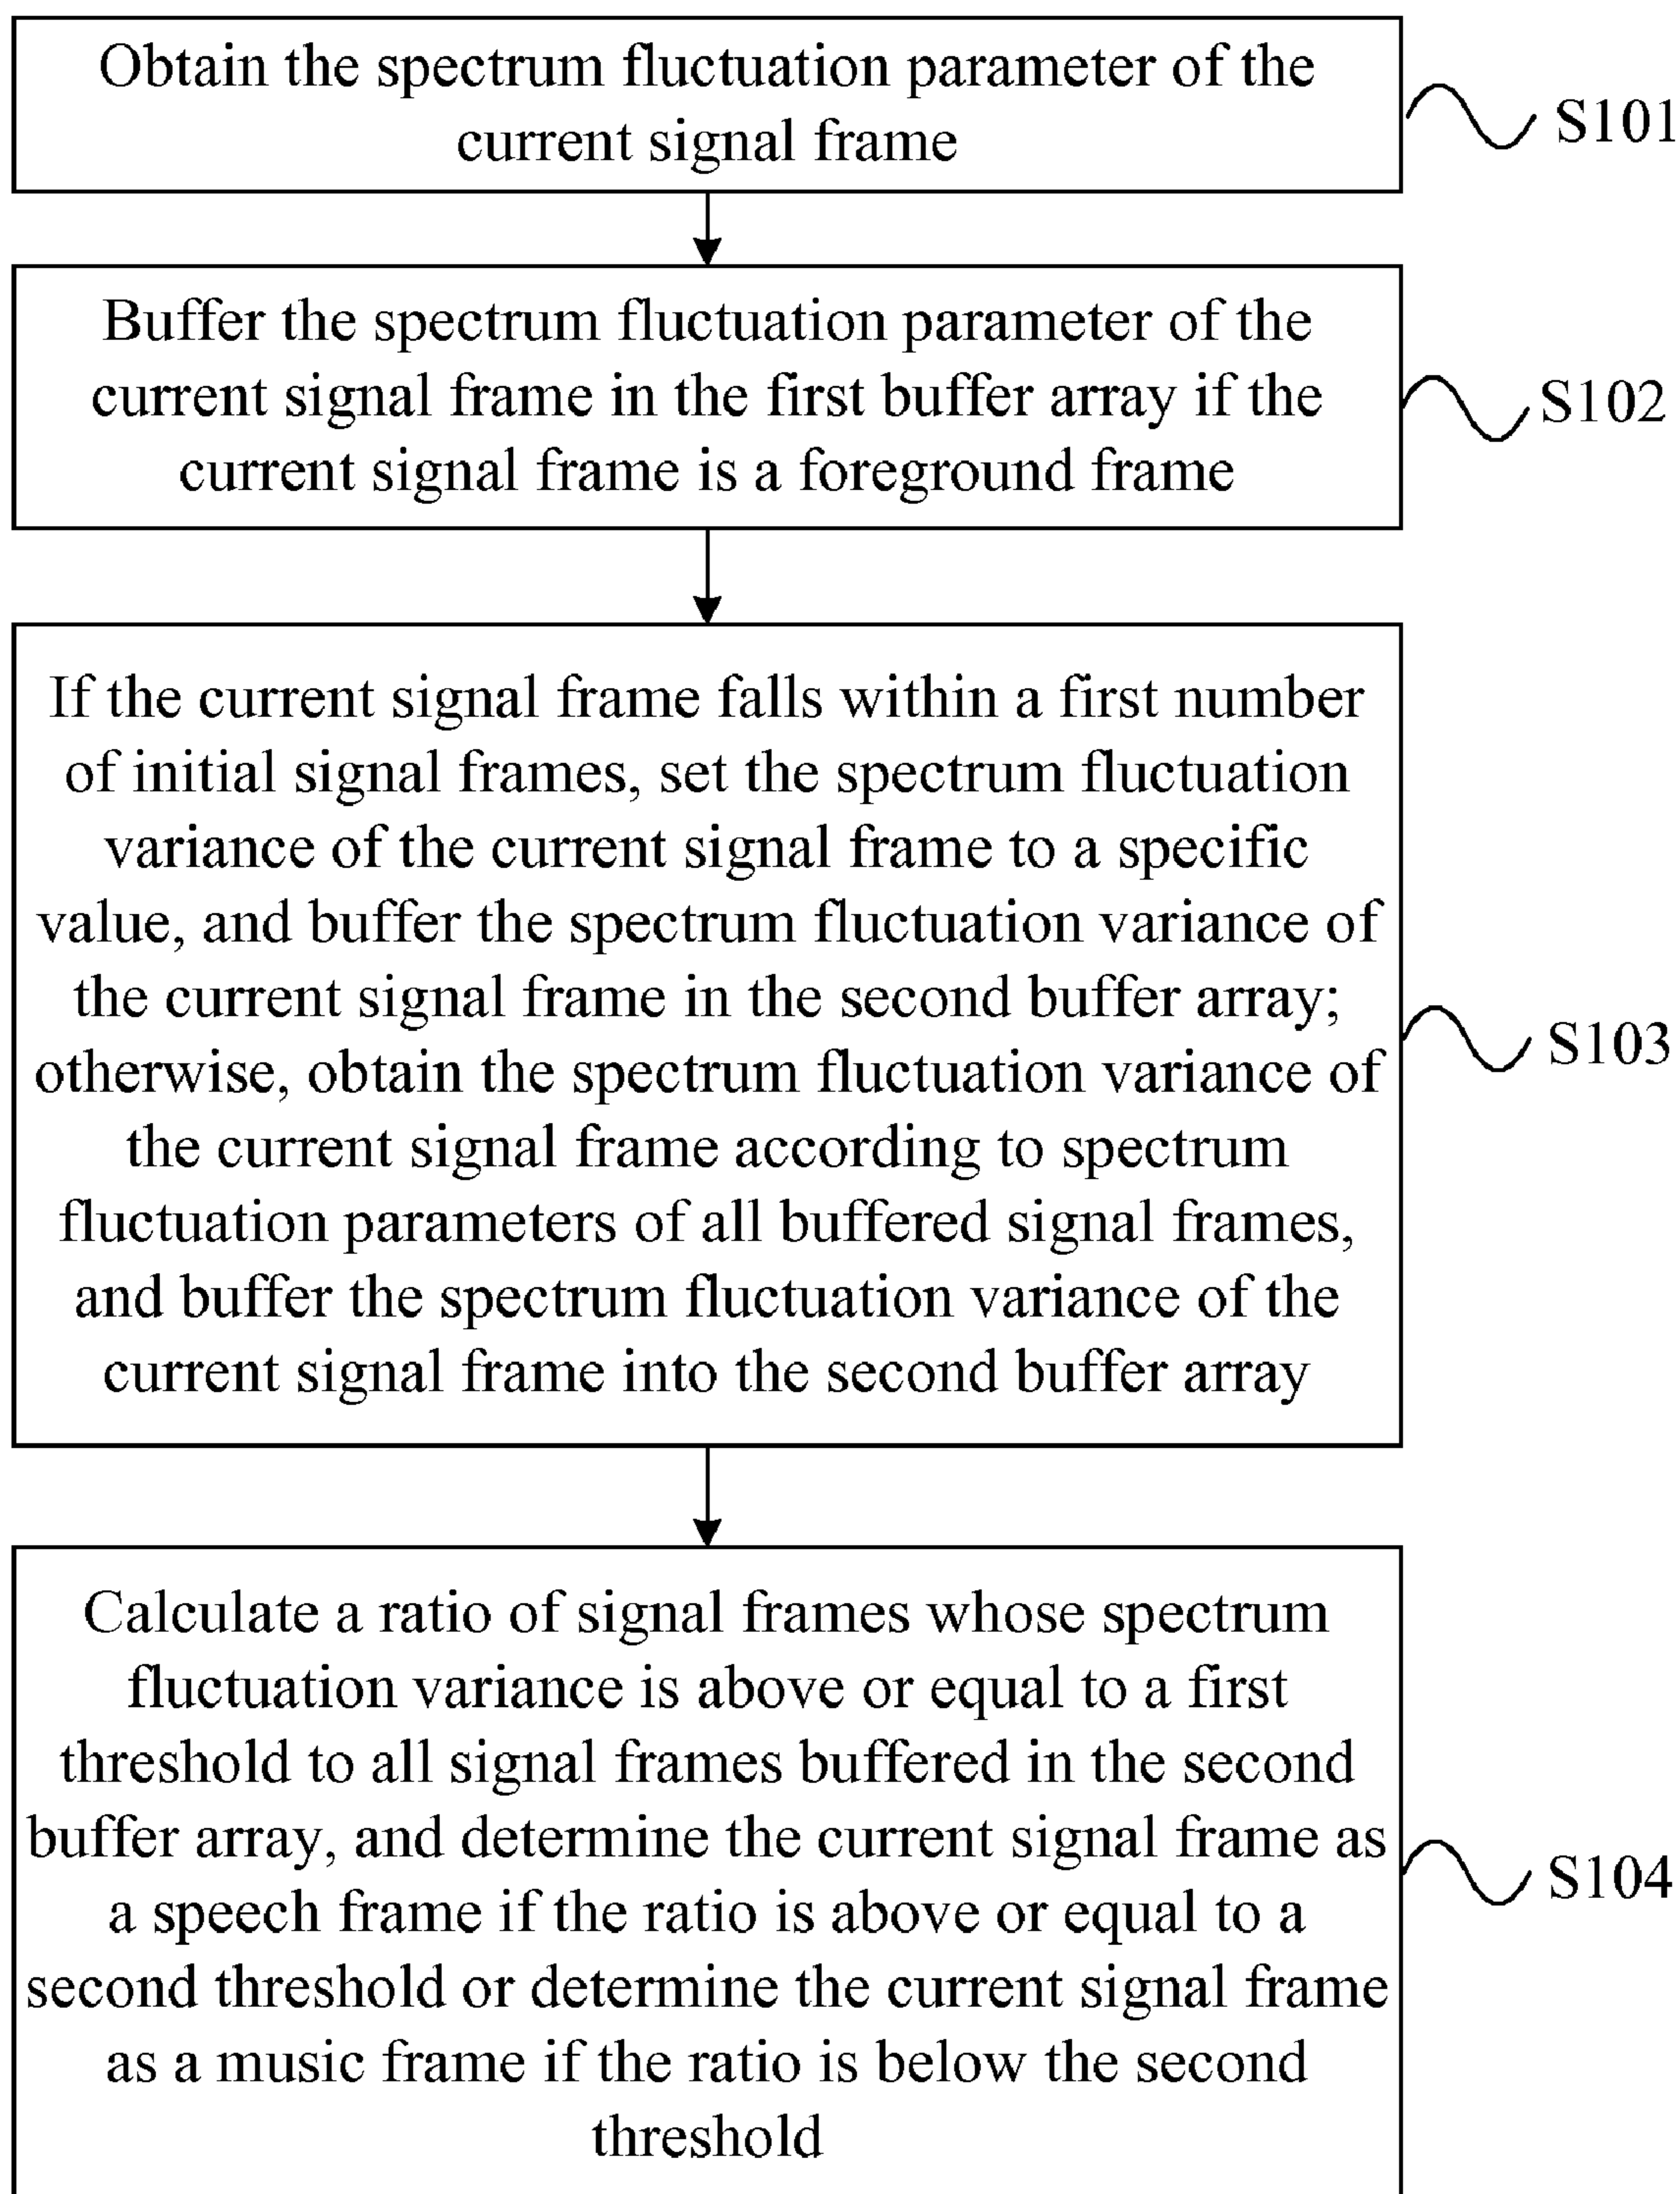 Obtain the spectrum fluctuation parameter of the
current signal frame
S101
Buffer the spectrum fluctuation parameter of the
current signal frame in the first buffer array if the
current signal frame is a foreground frame
S102
If the current signal frame falls within a first number
of initial signal frames, set the spectrum fluctuation
variance of the current signal frame to a specific
value, and buffer the spectrum fluctuation variance of
the current signal frame in the second buffer array;
otherwise, obtain the spectrum fluctuation variance of
the current signal frame according to spectrum
fluctuation parameters of all buffered signal frames,
and buffer the spectrum fluctuation variance of the
current signal frame into the second buffer array
S103
Calculate a ratio of signal frames whose spectrum
fluctuation variance is above or equal to a first
threshold to all signal frames buffered in the second
buffer array, and determine the current signal frame as
a speech frame if the ratio is above or equal to a
second threshold or determine the current signal frame
as a music frame if the ratio is below the second
threshold
S104